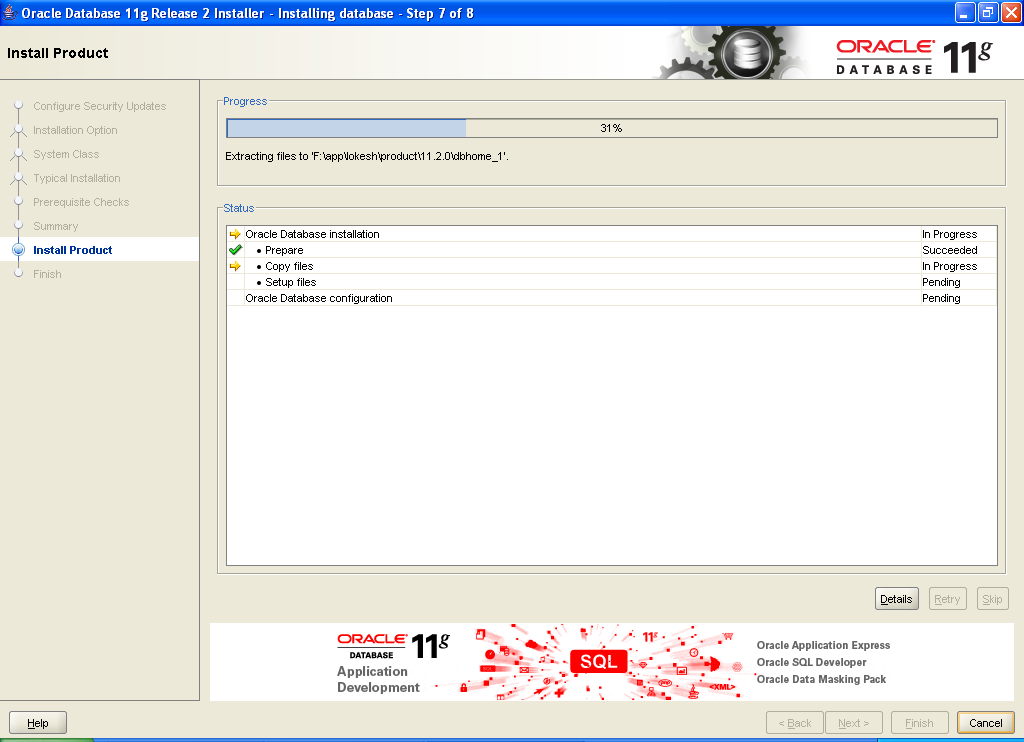 Oracle Database 11g Release 2 Installer - Installing database - Step 7 of 8
Install Product
ORACLE
DATABASE 11g
Configure Security Updates
Installation Option
System Class
Typical Installation
Prerequisite Checks
Summary
Install Product
Finish
Progress
31%
Extracting files to 'F:\app\lokesh\product\11.2.0\dbhome_1'.
Status
Oracle Database installation In Progress
• Prepare Succeeded
• Copy files In Progress
• Setup files Pending
Oracle Database configuration Pending
Details Retry Skip
ORACLE
DATABASE 11g
Application
Development
11g
SQL
<XML>
Oracle Application Express
Oracle SQL Developer
Oracle Data Masking Pack
Help < Back Next > Finish Cancel